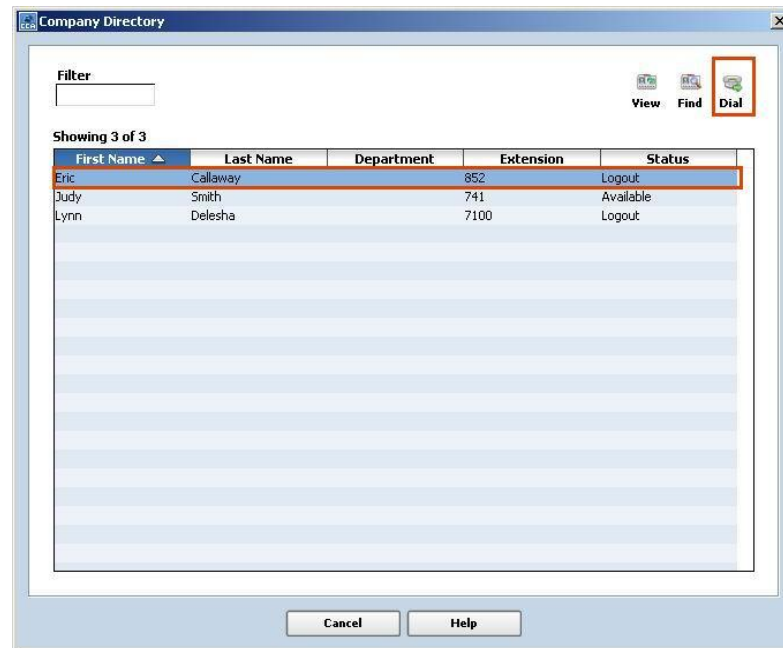 CCA Company Directory
Filter
View Find Dial
Showing 3 of 3
First Name Last Name Department Extension Status
Eric Callaway 852 Logout
Judy Smith 741 Available
Lynn Delesha 7100 Logout
Cancel Help